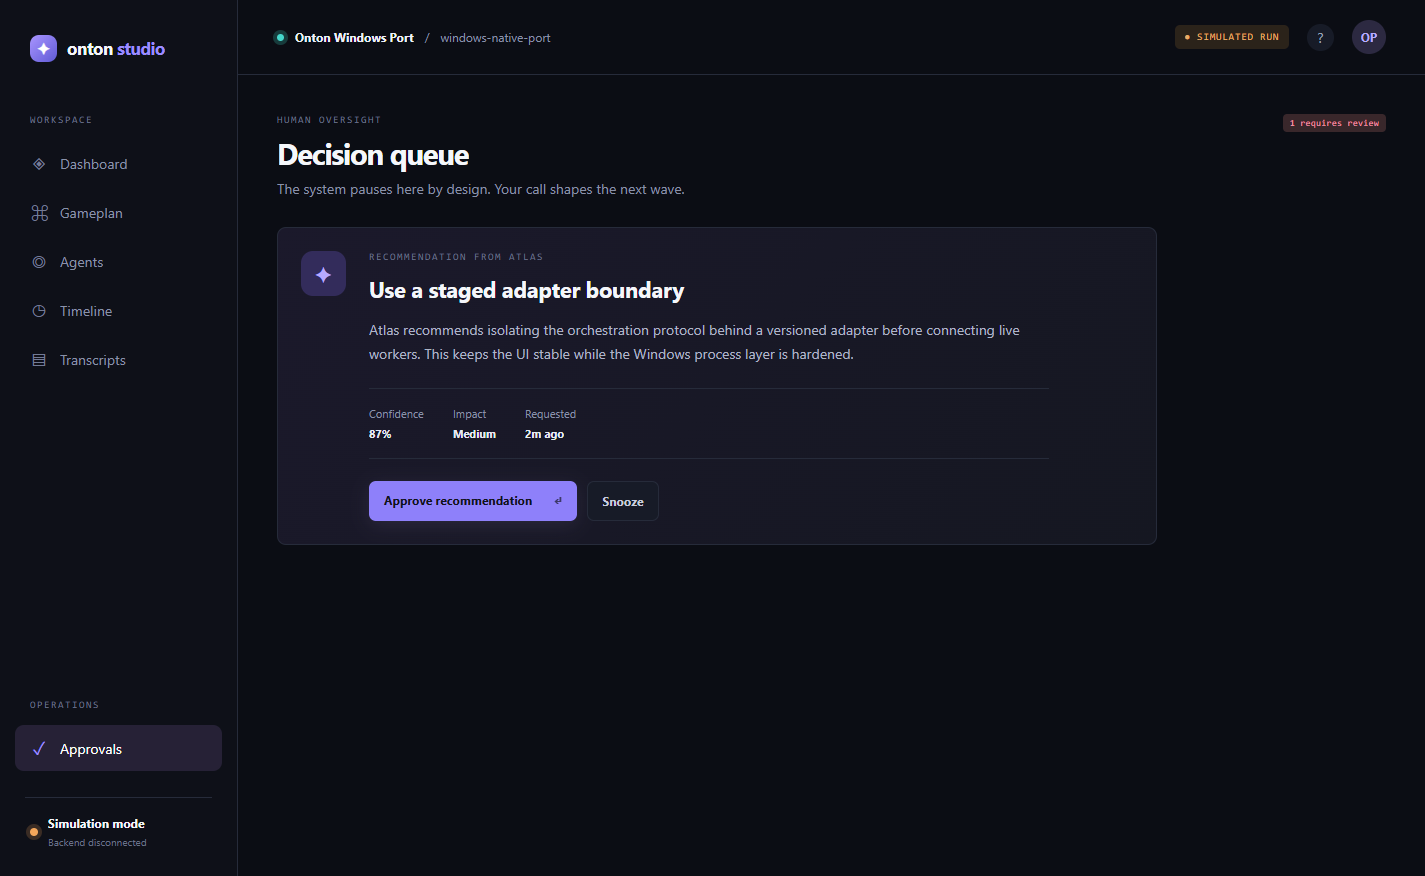 onton studio
WORKSPACE
Dashboard
Gameplan
Agents
Timeline
Transcripts
OPERATIONS
Approvals
Simulation mode
Backend disconnected
Onton Windows Port / windows-native-port
SIMULATED RUN
?
OP
HUMAN OVERSIGHT
1 requires review
Decision queue
The system pauses here by design. Your call shapes the next wave.
RECOMMENDATION FROM ATLAS
Use a staged adapter boundary
Atlas recommends isolating the orchestration protocol behind a versioned adapter before connecting live
workers. This keeps the UI stable while the Windows process layer is hardened.
Confidence Impact Requested
87% Medium 2m ago
Approve recommendation ↵ Snooze